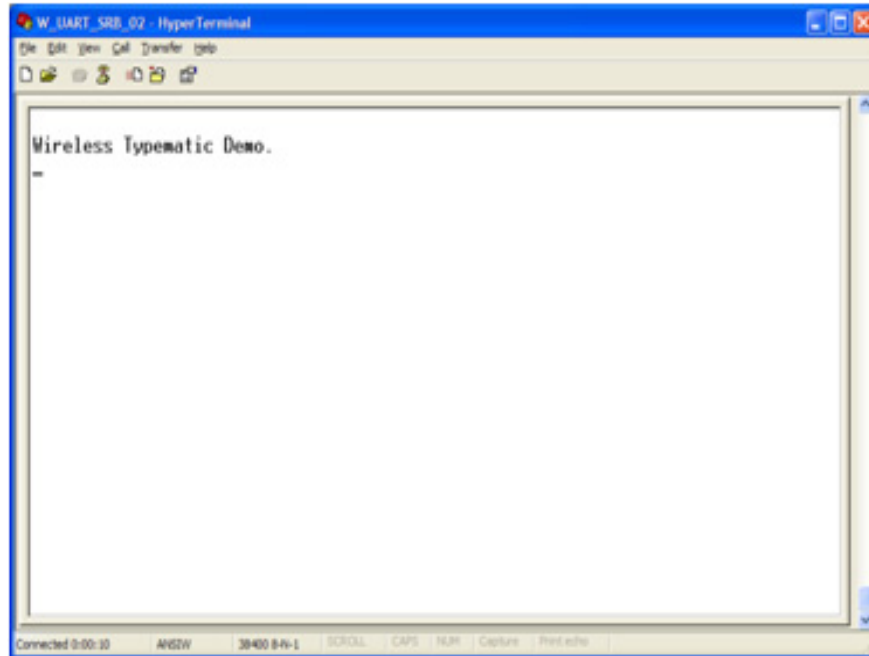 W_UART_SRB_02 - HyperTerminal
File Edit View Call Transfer Help
Wireless Typematic Demo.
Connected 0:00:10 ANSIW 38400 8-N-1 SCROLL CAPS NUM Capture Print echo